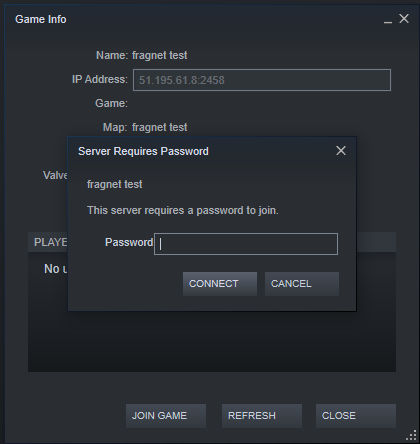 Game Info
Name: fragnet test
IP Address: 51.195.61.8:2458
Game:
Map: fragnet test
Server Requires Password
Valve
fragnet test
This server requires a password to join.
PLAYE
Password
No u
CONNECT
CANCEL
JOIN GAME
REFRESH
CLOSE